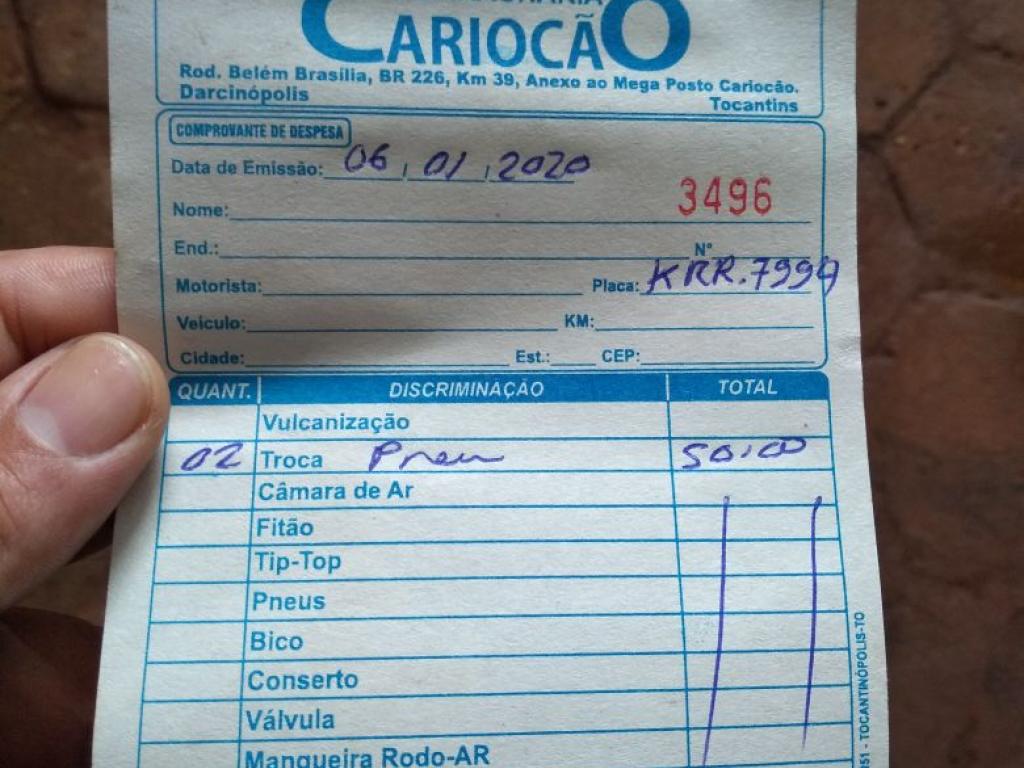 CARIOCÃO
Rod. Belém Brasília, BR 226, Km 39, Anexo ao Mega Posto Cariocão.
Darcinópolis Tocantins
COMPROVANTE DE DESPESA
Data de Emissão: 06 , 01 , 2020
Nome: 3496
End.: Nº
Motorista: Placa: KRR.7999
Veículo: KM:
Cidade: Est.: CEP:
QUANT. DISCRIMINAÇÃO TOTAL
Vulcanização
02 Troca Pneu 50,00
Câmara de Ar
Fitão
Tip-Top
Pneus
Bico
Conserto
Válvula
Mangueira Rodo-AR
51 - TOCANTINÓPOLIS-TO